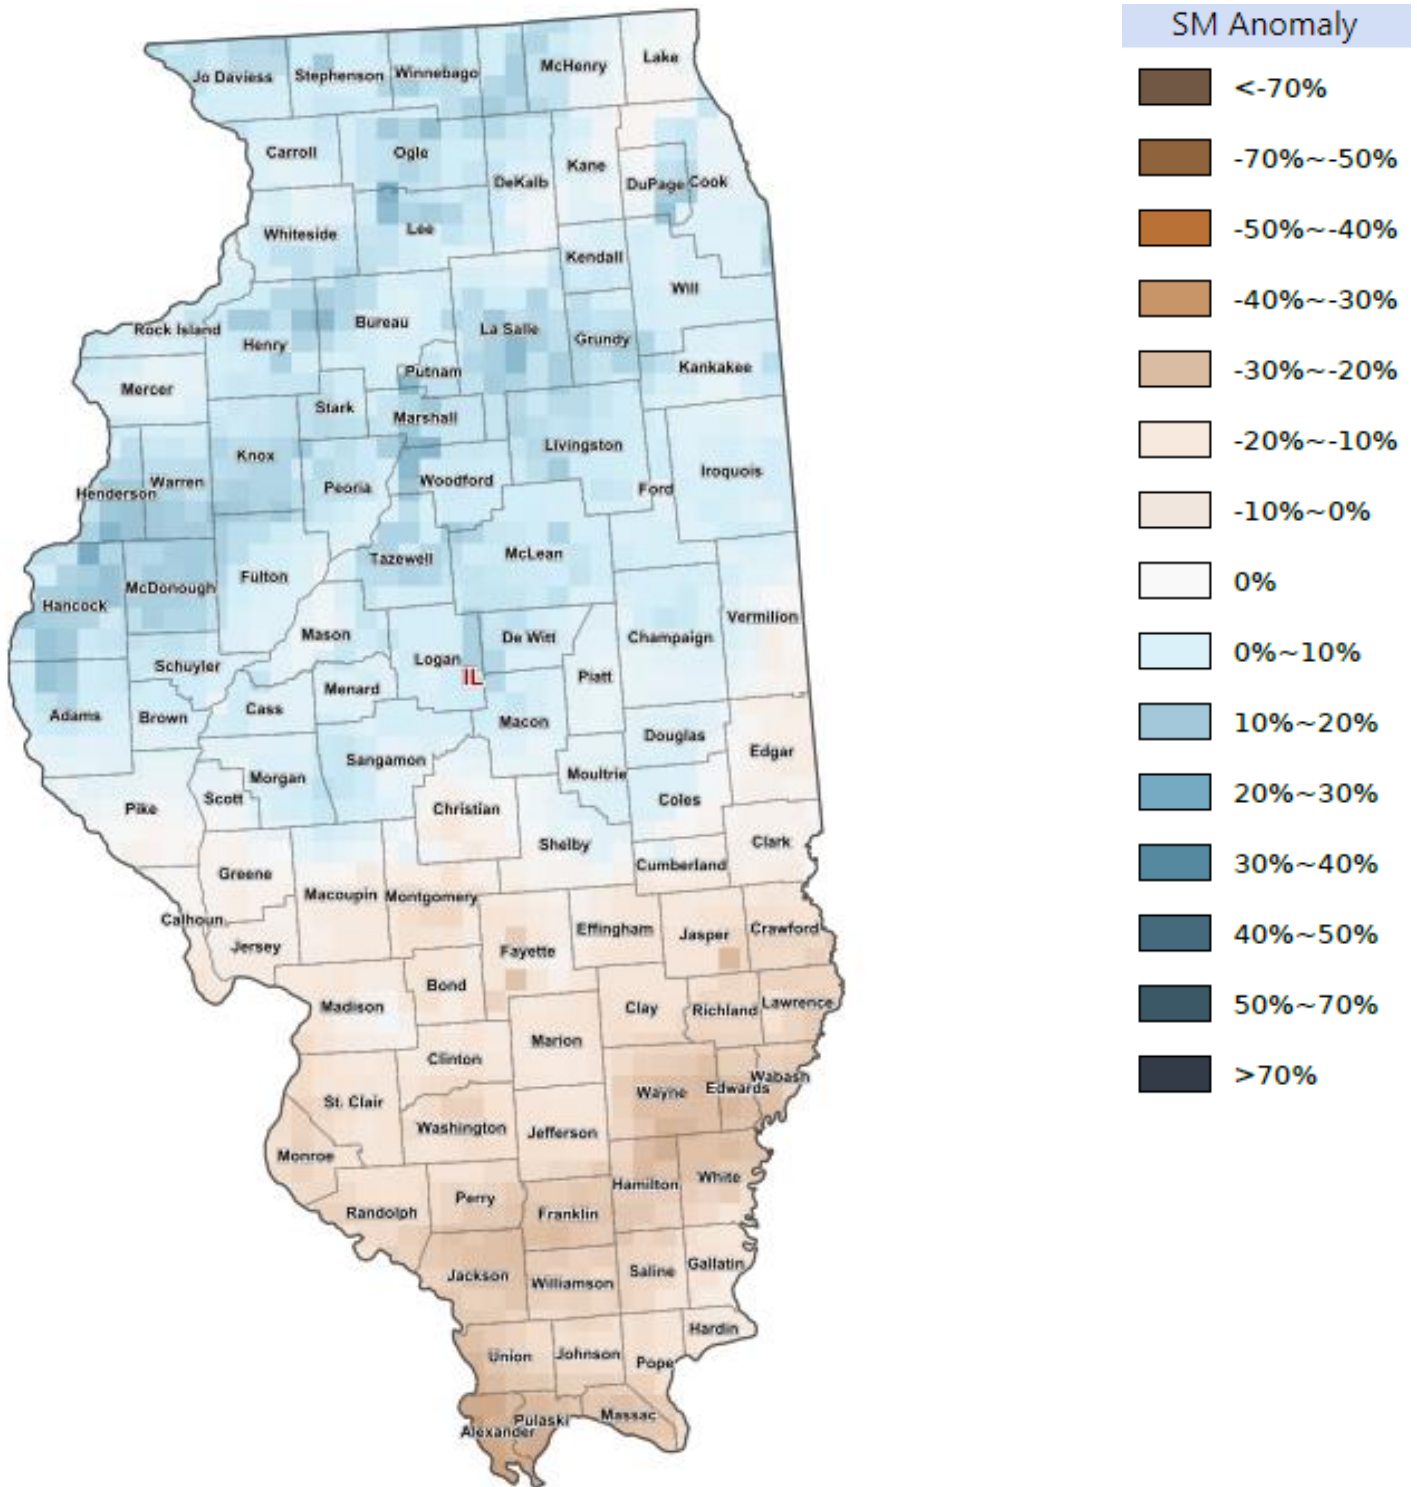 SM Anomaly
<-70%
-70%~-50%
-50%~-40%
-40%~-30%
-30%~-20%
-20%~-10%
-10%~0%
0%
0%~10%
10%~20%
20%~30%
30%~40%
40%~50%
50%~70%
>70%
Jo Daviess
Stephenson
Winnebago
McHenry
Lake
Carroll
Ogle
DeKalb
Kane
DuPage
Cook
Whiteside
Lee
Kendall
Will
Rock Island
Henry
Bureau
La Salle
Grundy
Kankakee
Mercer
Putnam
Stark
Marshall
Knox
Livingston
Henderson
Warren
Peoria
Woodford
Ford
Iroquois
Hancock
McDonough
Fulton
Tazewell
McLean
Mason
Logan
De Witt
Champaign
Vermilion
Schuyler
Menard
IL
Piatt
Adams
Brown
Cass
Macon
Douglas
Edgar
Sangamon
Morgan
Scott
Moultrie
Coles
Pike
Christian
Shelby
Clark
Greene
Cumberland
Macoupin
Montgomery
Calhoun
Jersey
Fayette
Effingham
Jasper
Crawford
Bond
Madison
Clay
Richland
Lawrence
Marion
Clinton
Wayne
Edwards
Wabash
St. Clair
Washington
Jefferson
Monroe
Hamilton
White
Randolph
Perry
Franklin
Jackson
Williamson
Saline
Gallatin
Hardin
Union
Johnson
Pope
Alexander
Pulaski
Massac